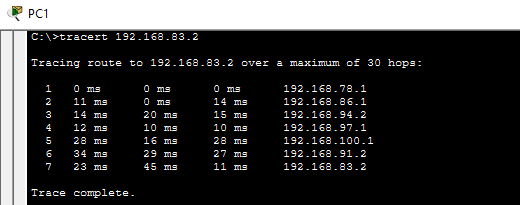 PC1
C:\>tracert 192.168.83.2
Tracing route to 192.168.83.2 over a maximum of 30 hops:
1 0 ms 0 ms 0 ms 192.168.78.1
2 11 ms 0 ms 14 ms 192.168.86.1
3 14 ms 20 ms 15 ms 192.168.94.2
4 12 ms 10 ms 10 ms 192.168.97.1
5 28 ms 16 ms 28 ms 192.168.100.1
6 34 ms 29 ms 27 ms 192.168.91.2
7 23 ms 45 ms 11 ms 192.168.83.2
Trace complete.